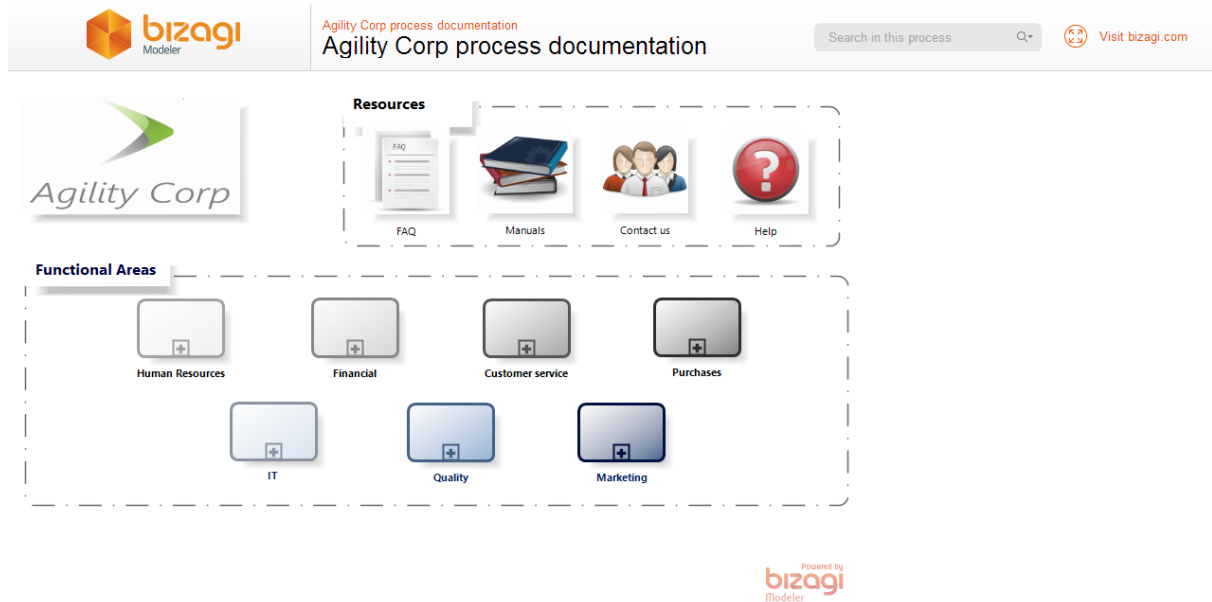 bizagi
Modeler
Agility Corp process documentation
Agility Corp process documentation
Search in this process
Visit bizagi.com
Agility Corp
Resources
FAQ
FAQ Manuals Contact us Help
Functional Areas
Human Resources Financial Customer service Purchases
IT Quality Marketing
Powered by
bizagi
Modeler